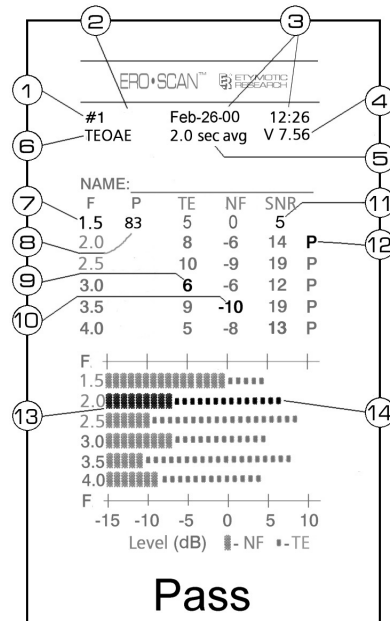 2 3
ERO•SCAN™ ETYMOTIC RESEARCH
1 4
#1 Feb-26-00 12:26
6 TEOAE 2.0 sec avg V 7.56
5
NAME:
7 F P TE NF SNR 11
1.5 83 5 0 5
8 2.0 8 -6 14 P 12
2.5 10 -9 19 P
9 3.0 6 -6 12 P
10 3.5 9 -10 19 P
4.0 5 -8 13 P
F
1.5
13 2.0 14
2.5
3.0
3.5
4.0
F
-15 -10 -5 0 5 10
Level (dB) - NF - TE
Pass